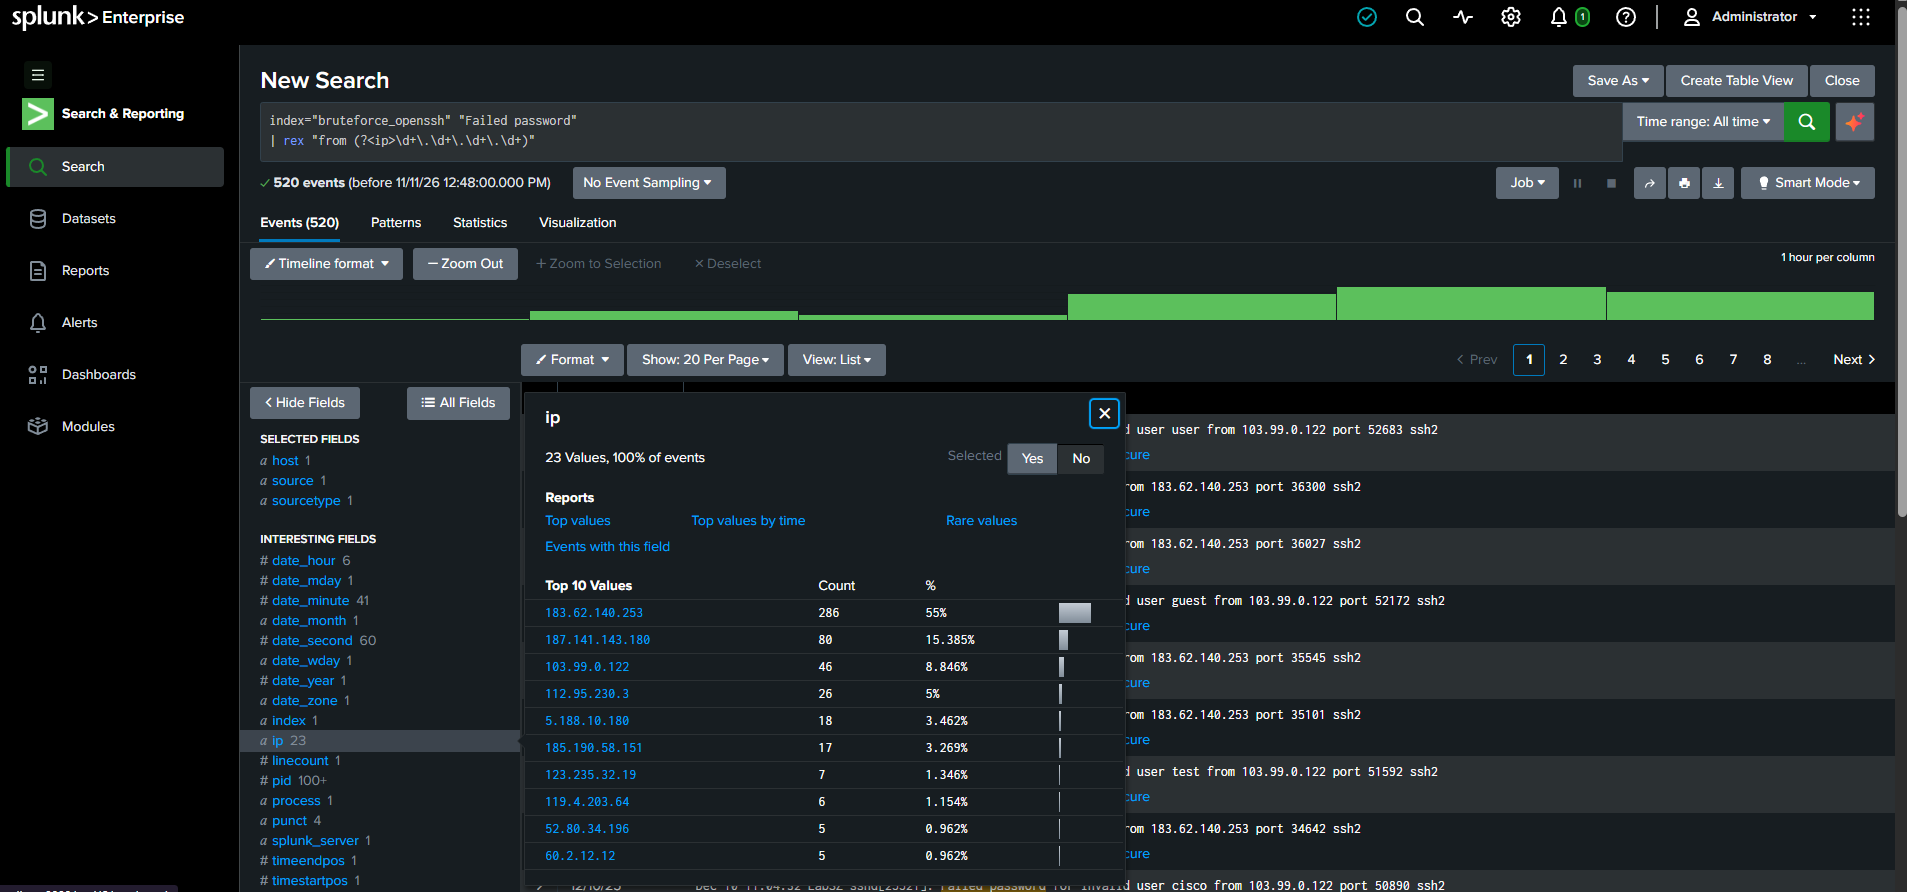 splunk> Enterprise
1
Administrator
Search & Reporting
Search
Datasets
Reports
Alerts
Dashboards
Modules
New Search
Save As
Create Table View
Close
index="bruteforce_openssh" "Failed password"
| rex "from (?<ip>\d+\.\d+\.\d+\.\d+)"
Time range: All time
520 events (before 11/11/26 12:48:00.000 PM)
No Event Sampling
Job
Smart Mode
Events (520)
Patterns
Statistics
Visualization
Timeline format
— Zoom Out
+ Zoom to Selection
× Deselect
1 hour per column
Format
Show: 20 Per Page
View: List
< Prev
1
2
3
4
5
6
7
8
...
Next >
< Hide Fields
All Fields
SELECTED FIELDS
a host 1
a source 1
a sourcetype 1
INTERESTING FIELDS
# date_hour 6
# date_mday 1
# date_minute 41
a date_month 1
# date_second 60
a date_wday 1
# date_year 1
a date_zone 1
a index 1
a ip 23
# linecount 1
# pid 100+
a process 1
a punct 4
a splunk_server 1
# timeendpos 1
# timestartpos 1
ip
23 Values, 100% of events
Selected
Yes
No
Reports
Top values
Top values by time
Rare values
Events with this field
Top 10 Values Count %
183.62.140.253 286 55%
187.141.143.180 80 15.385%
103.99.0.122 46 8.846%
112.95.230.3 26 5%
5.188.10.180 18 3.462%
185.190.58.151 17 3.269%
123.235.32.19 7 1.346%
119.4.203.64 6 1.154%
52.80.34.196 5 0.962%
60.2.12.12 5 0.962%
d user user from 103.99.0.122 port 52683 ssh2
cure
rom 183.62.140.253 port 36300 ssh2
cure
rom 183.62.140.253 port 36027 ssh2
cure
d user guest from 103.99.0.122 port 52172 ssh2
cure
rom 183.62.140.253 port 35545 ssh2
cure
rom 183.62.140.253 port 35101 ssh2
cure
d user test from 103.99.0.122 port 51592 ssh2
cure
rom 183.62.140.253 port 34642 ssh2
cure
Failed password for invalid user cisco from 103.99.0.122 port 50890 ssh2